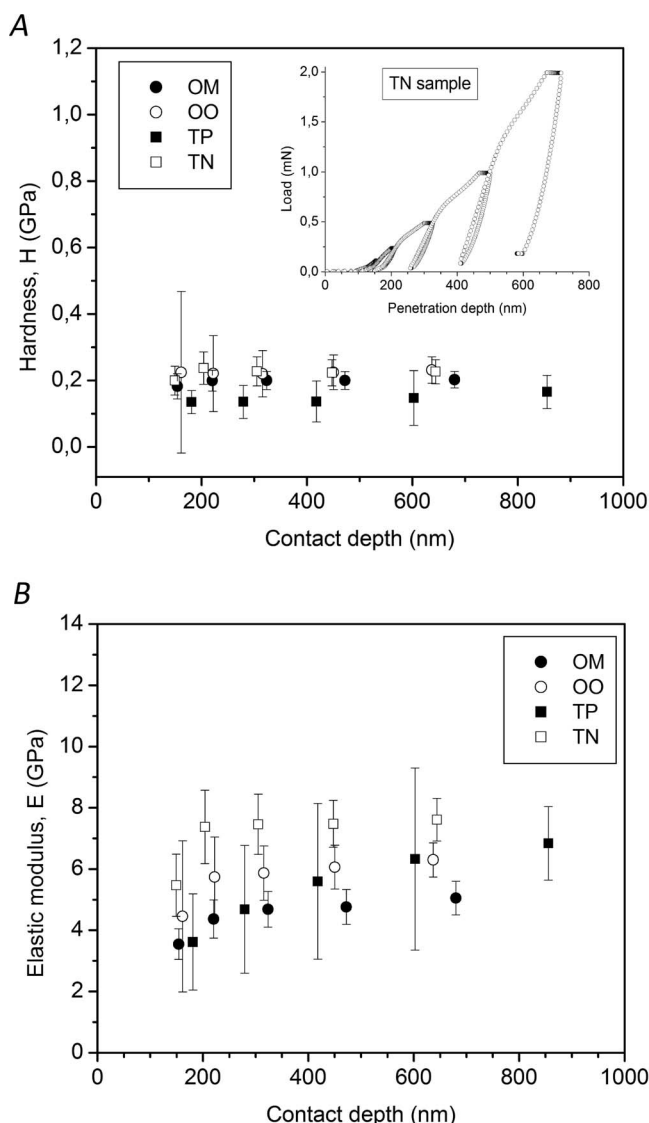 A
1,2
1,0
0,8
0,6
0,4
0,2
0,0
Hardness, H (GPa)
OM
OO
TP
TN
TN sample
2,0
1,5
1,0
0,5
0,0
Load (mN)
0 200 400 600 800
Penetration depth (nm)
0 200 400 600 800 1000
Contact depth (nm)
B
14
12
10
8
6
4
2
0
Elastic modulus, E (GPa)
OM
OO
TP
TN
0 200 400 600 800 1000
Contact depth (nm)